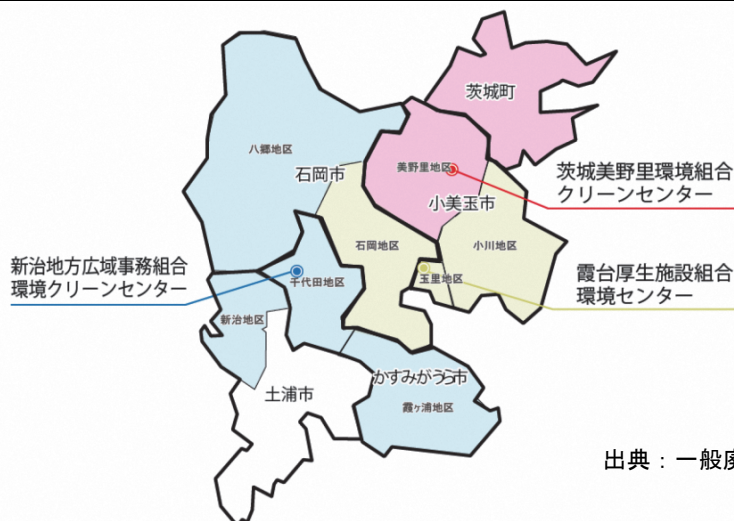 茨城町
八郷地区
美野里地区
石岡市
茨城美野里環境組合
クリーンセンター
小美玉市
石岡地区
小川地区
新治地方広域事務組合
環境クリーンセンター
千代田地区
玉里地区
霞台厚生施設組合
環境センター
新治地区
かすみがうら市
土浦市
霞ヶ浦地区
出典：一般廃